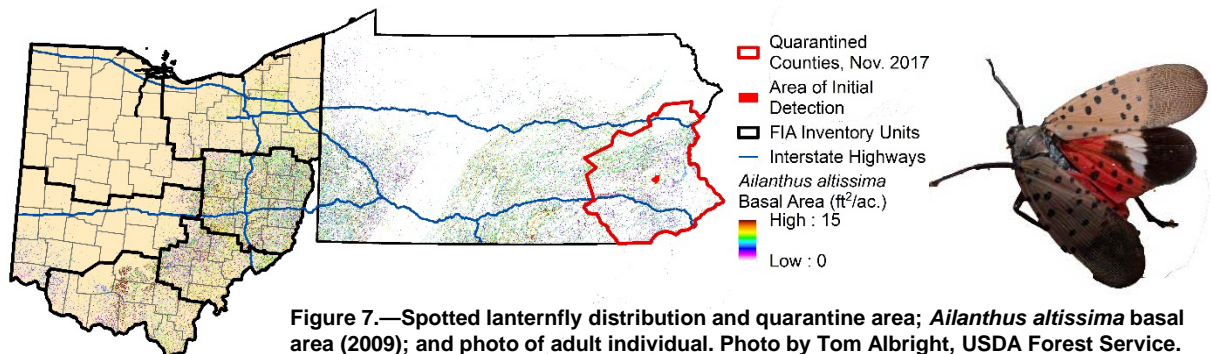 Quarantined
Counties, Nov. 2017
Area of Initial
Detection
FIA Inventory Units
Interstate Highways
Ailanthus altissima
Basal Area (ft²/ac.)
High : 15
Low : 0
Figure 7.—Spotted lanternfly distribution and quarantine area; Ailanthus altissima basal
area (2009); and photo of adult individual. Photo by Tom Albright, USDA Forest Service.